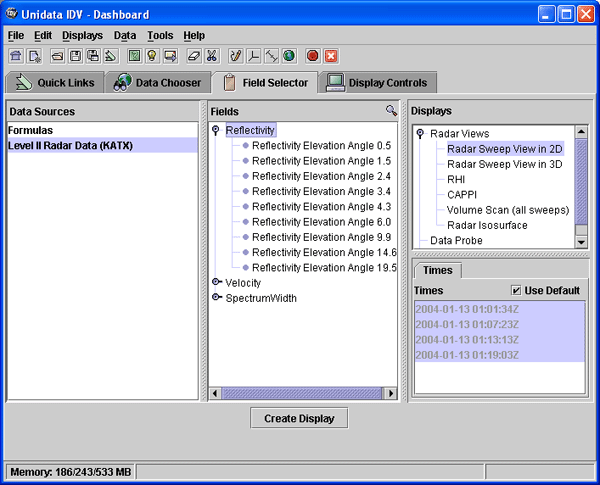 Unidata IDV - Dashboard
File Edit Displays Data Tools Help
Quick Links Data Chooser Field Selector Display Controls
Data Sources
Formulas
Level II Radar Data (KATX)
Fields
Reflectivity
Reflectivity Elevation Angle 0.5
Reflectivity Elevation Angle 1.5
Reflectivity Elevation Angle 2.4
Reflectivity Elevation Angle 3.4
Reflectivity Elevation Angle 4.3
Reflectivity Elevation Angle 6.0
Reflectivity Elevation Angle 9.9
Reflectivity Elevation Angle 14.6
Reflectivity Elevation Angle 19.5
Velocity
SpectrumWidth
Displays
Radar Views
Radar Sweep View in 2D
Radar Sweep View in 3D
RHI
CAPPI
Volume Scan (all sweeps)
Radar Isosurface
Data Probe
Times
Times Use Default
2004-01-13 01:01:34Z
2004-01-13 01:07:23Z
2004-01-13 01:13:13Z
2004-01-13 01:19:03Z
Create Display
Memory: 186/243/533 MB